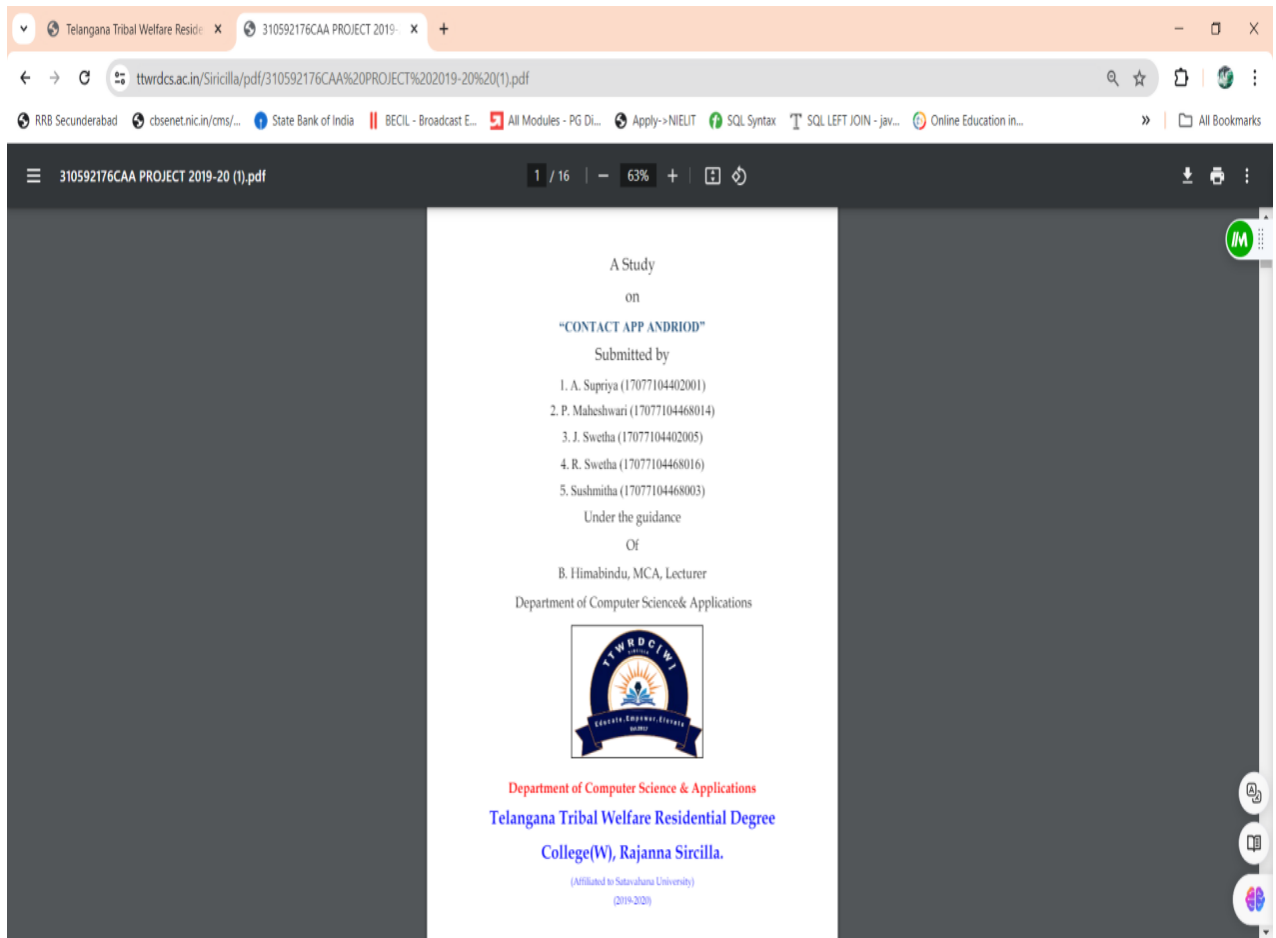 Telangana Tribal Welfare Reside
310592176CAA PROJECT 2019-
ttwrdcs.ac.in/Siricilla/pdf/310592176CAA%20PROJECT%202019-20%20(1).pdf
RRB Secunderabad
cbsenet.nic.in/cms/...
State Bank of India
BECIL - Broadcast E...
All Modules - PG Di...
Apply->NIELIT
SQL Syntax
SQL LEFT JOIN - jav...
Online Education in...
»
All Bookmarks
310592176CAA PROJECT 2019-20 (1).pdf
1 / 16
63%
A Study
on
“CONTACT APP ANDRIOD”
Submitted by
1. A. Supriya (17077104402001)
2. P. Maheshwari (17077104468014)
3. J. Swetha (17077104402005)
4. R. Swetha (17077104468016)
5. Sushmitha (17077104468003)
Under the guidance
Of
B. Himabindu, MCA, Lecturer
Department of Computer Science& Applications
TTWRDC[W]
SIRCILLA
Educate.Empower.Elevate
Est:2017
Department of Computer Science & Applications
Telangana Tribal Welfare Residential Degree
College(W), Rajanna Sircilla.
(Affiliated to Satavahana University)
(2019-2020)